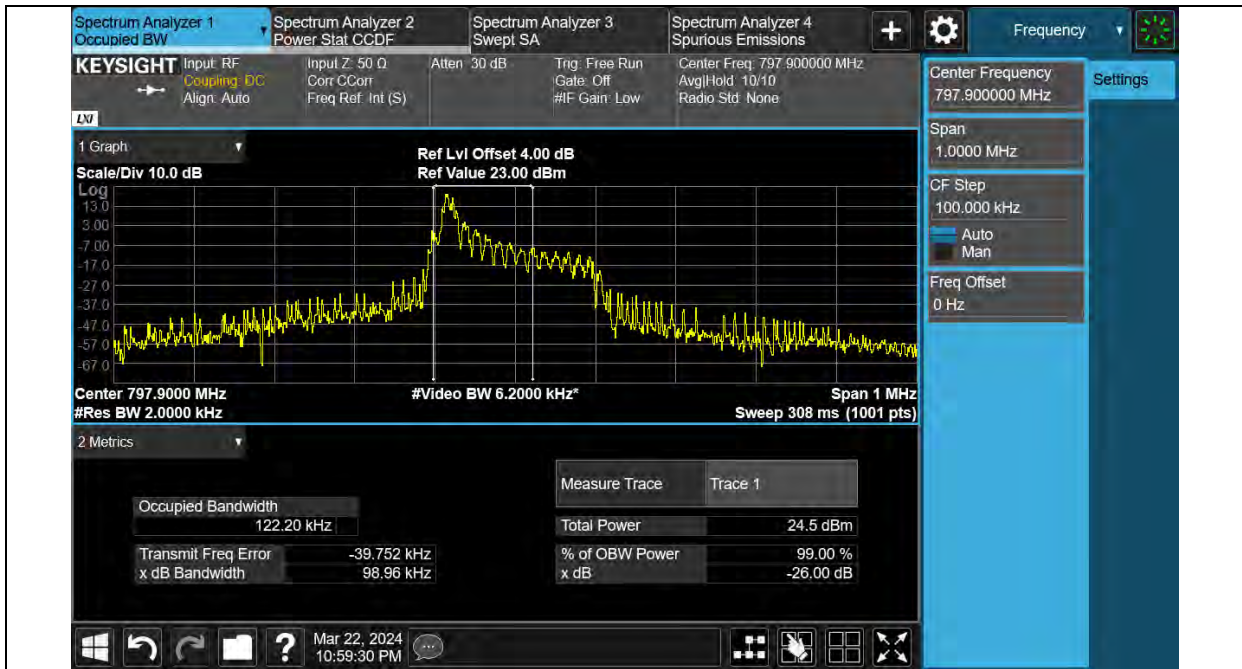 Spectrum Analyzer 1
Occupied BW
Spectrum Analyzer 2
Power Stat CCDF
Spectrum Analyzer 3
Swept SA
Spectrum Analyzer 4
Spurious Emissions
+
Frequency
KEYSIGHT
LXI
Input: RF
Coupling: DC
Align: Auto
Input Z: 50 Ω
Corr CCorr
Freq Ref: Int (S)
Atten: 30 dB
Trig: Free Run
Gate: Off
#IF Gain: Low
Center Freq: 797.900000 MHz
Avg|Hold: 10/10
Radio Std: None
Center Frequency
797.900000 MHz
Settings
Span
1.0000 MHz
CF Step
100.000 kHz
Auto
Man
Freq Offset
0 Hz
1 Graph
Scale/Div 10.0 dB
Ref Lvl Offset 4.00 dB
Ref Value 23.00 dBm
Log
13.0
3.00
-7.00
-17.0
-27.0
-37.0
-47.0
-57.0
-67.0
Center 797.9000 MHz
#Video BW 6.2000 kHz*
Span 1 MHz
#Res BW 2.0000 kHz
Sweep 308 ms (1001 pts)
2 Metrics
Measure Trace Trace 1
Occupied Bandwidth
122.20 kHz
Total Power 24.5 dBm
Transmit Freq Error -39.752 kHz
% of OBW Power 99.00 %
x dB Bandwidth 98.96 kHz
x dB -26.00 dB
?
Mar 22, 2024
10:59:30 PM